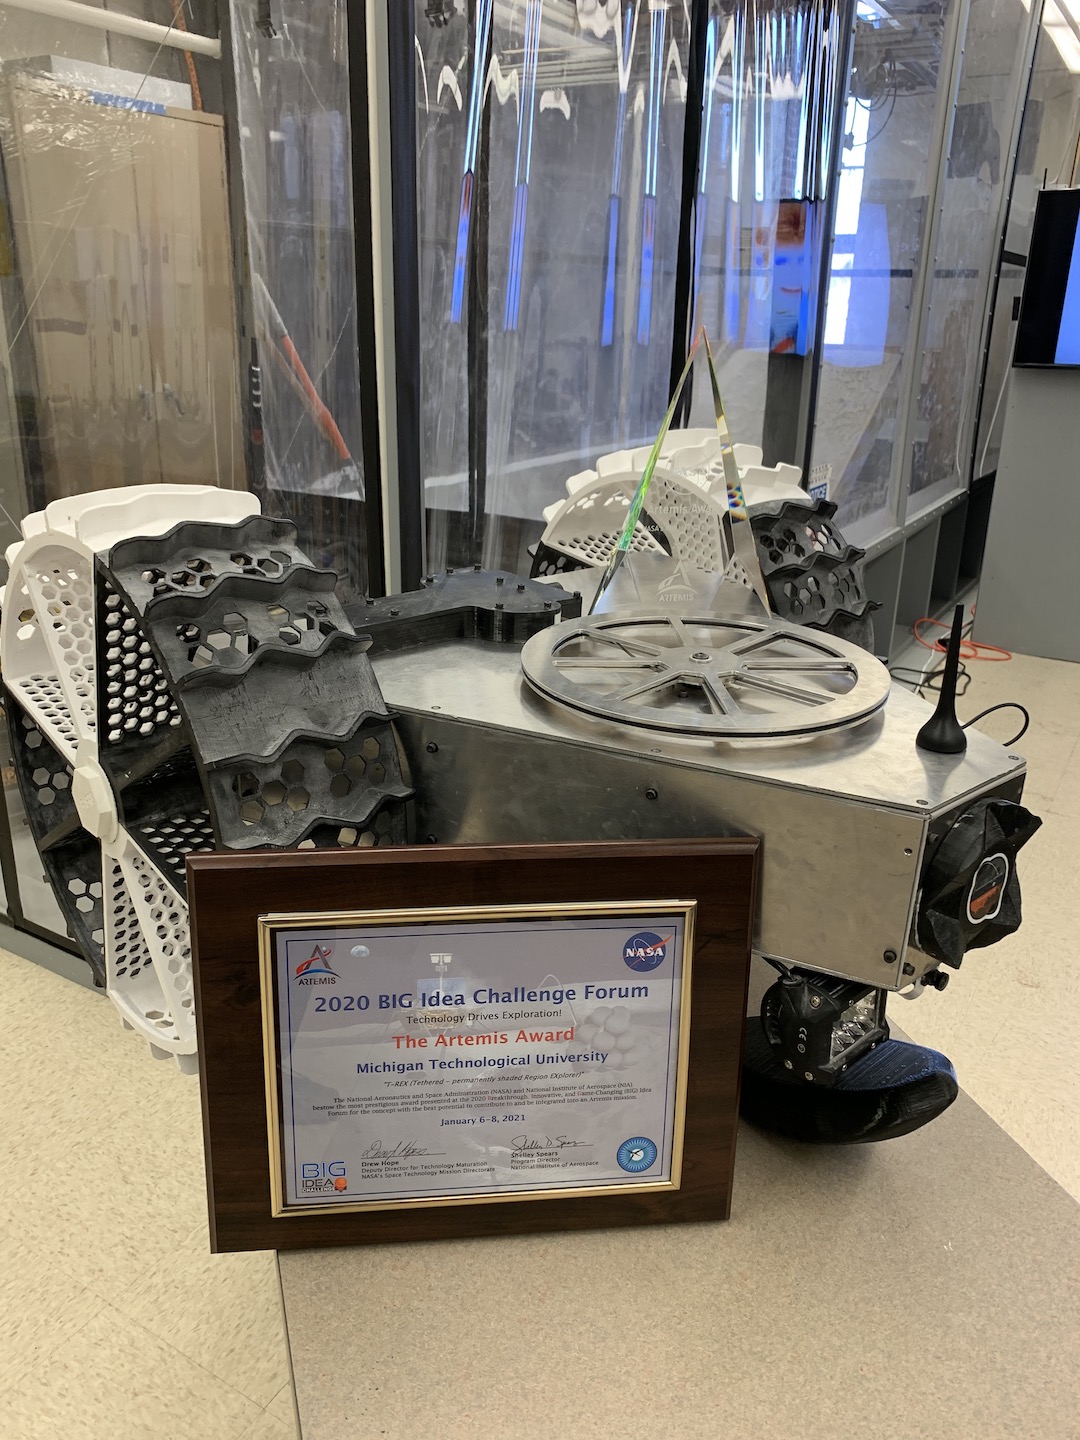 Artemis Award
NASA
ARTEMIS
ARTEMIS
NASA
2020 BIG Idea Challenge Forum
Technology Drives Exploration!
The Artemis Award
Michigan Technological University
"T-REX (Tethered - permanently shaded Region EXplorer)"
The National Aeronautics and Space Administration (NASA) and National Institute of Aerospace (NIA)
bestow the most prestigious award presented at the 2020 Breakthrough, Innovative, and Game-Changing (BIG) Idea
Forum for the concept with the best potential to contribute to and be integrated into an Artemis mission.
January 6-8, 2021
Drew Hope
Deputy Director for Technology Maturation
NASA's Space Technology Mission Directorate
Shelley Spears
Program Director
National Institute of Aerospace
BIG
IDEA
CHALLENGE
CE